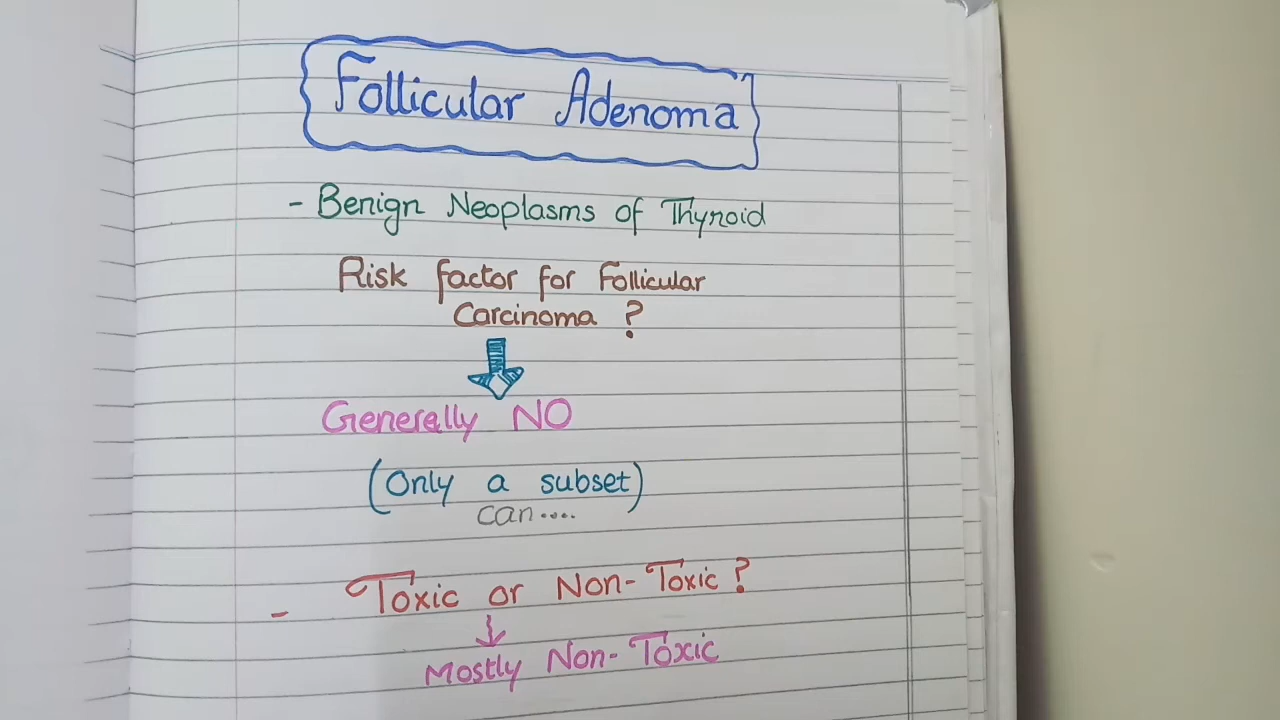 Follicular Adenoma
- Benign Neoplasms of Thyroid
Risk factor for Follicular
Carcinoma ?
Generally NO
(Only a subset)
can....
- Toxic or Non-Toxic ?
Mostly Non-Toxic